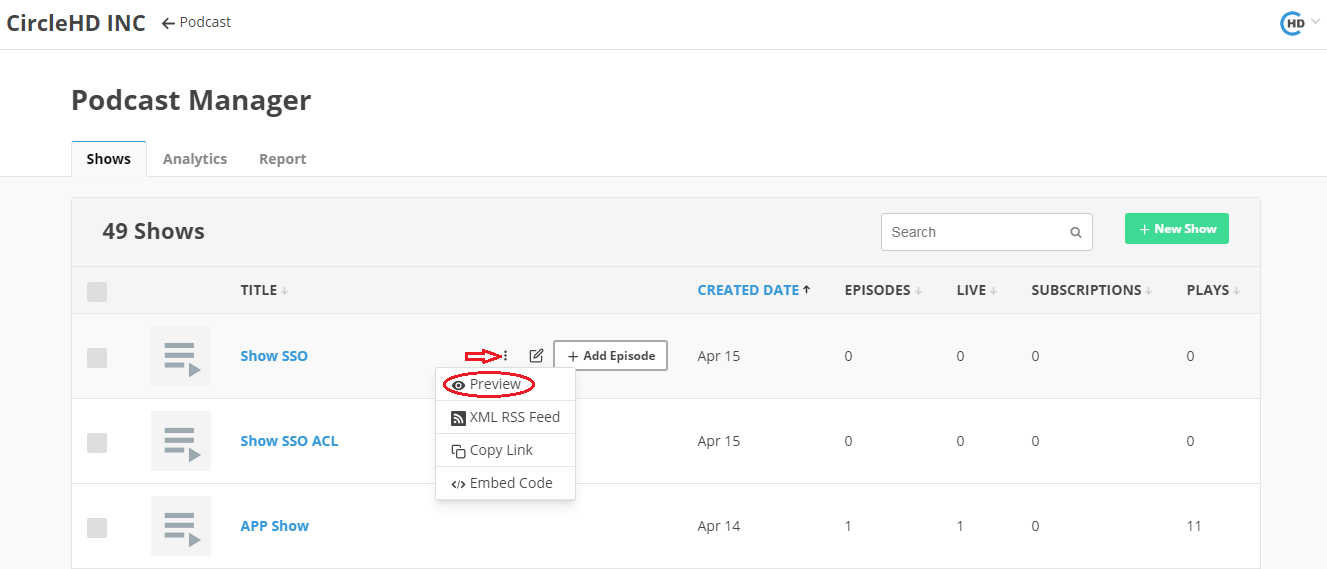 CircleHD INC Podcast
HD
Podcast Manager
Shows Analytics Report
49 Shows Search + New Show
TITLE CREATED DATE EPISODES LIVE SUBSCRIPTIONS PLAYS
Show SSO + Add Episode Apr 15 0 0 0 0
Preview
XML RSS Feed
Show SSO ACL Apr 15 0 0 0 0
Copy Link
Embed Code
APP Show Apr 14 1 1 0 11